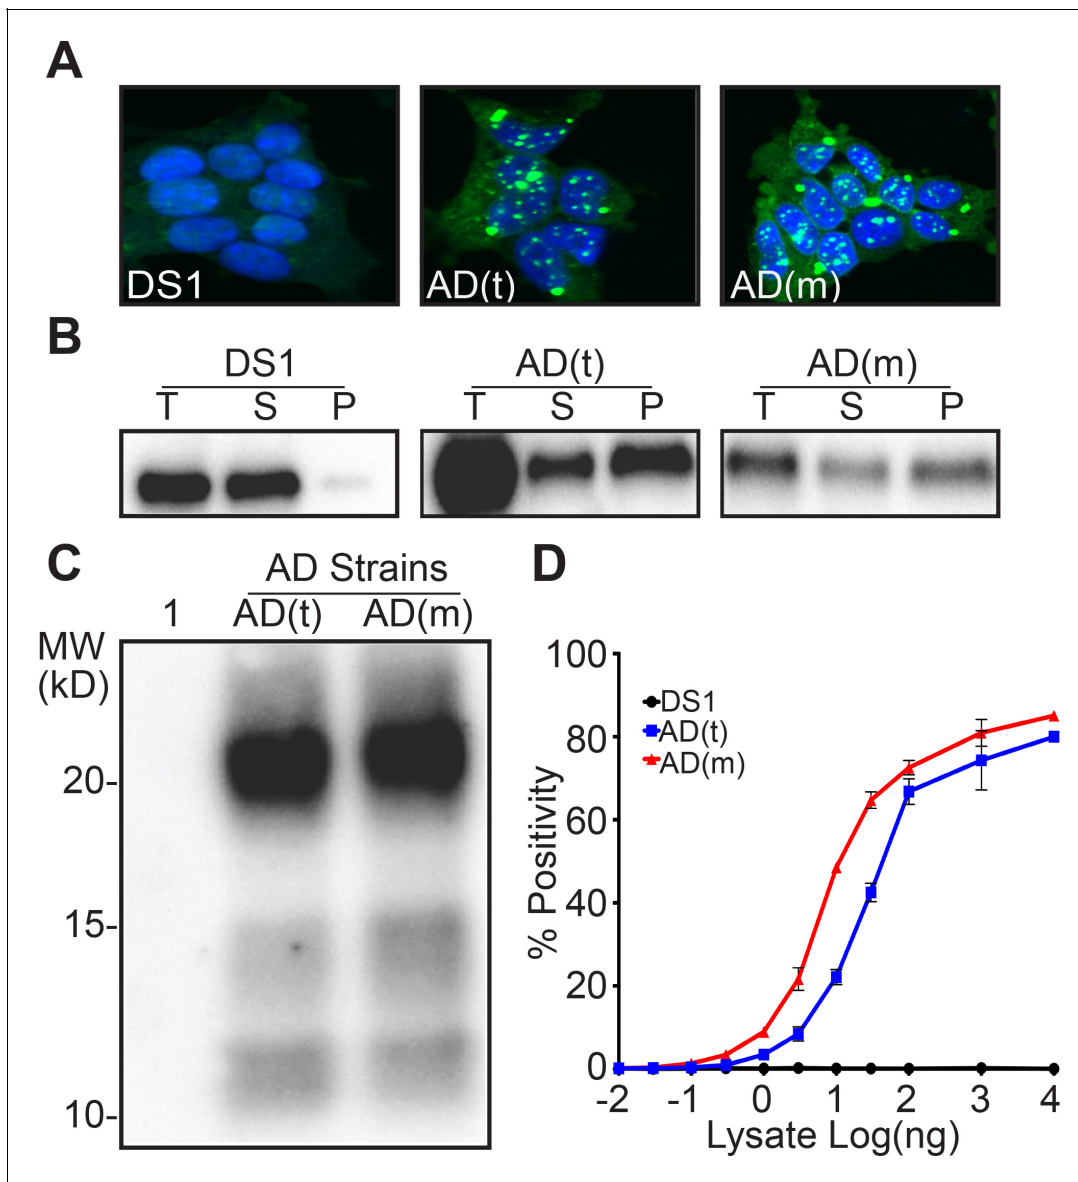 A
DS1
AD(t)
AD(m)
B
DS1
AD(t)
AD(m)
T S P
T S P
T S P
C
AD Strains
1 AD(t) AD(m)
MW
(kD)
20-
15-
10-
D
100
80
60
40
20
0
% Positivity
DS1
AD(t)
AD(m)
-2 -1 0 1 2 3 4
Lysate Log(ng)